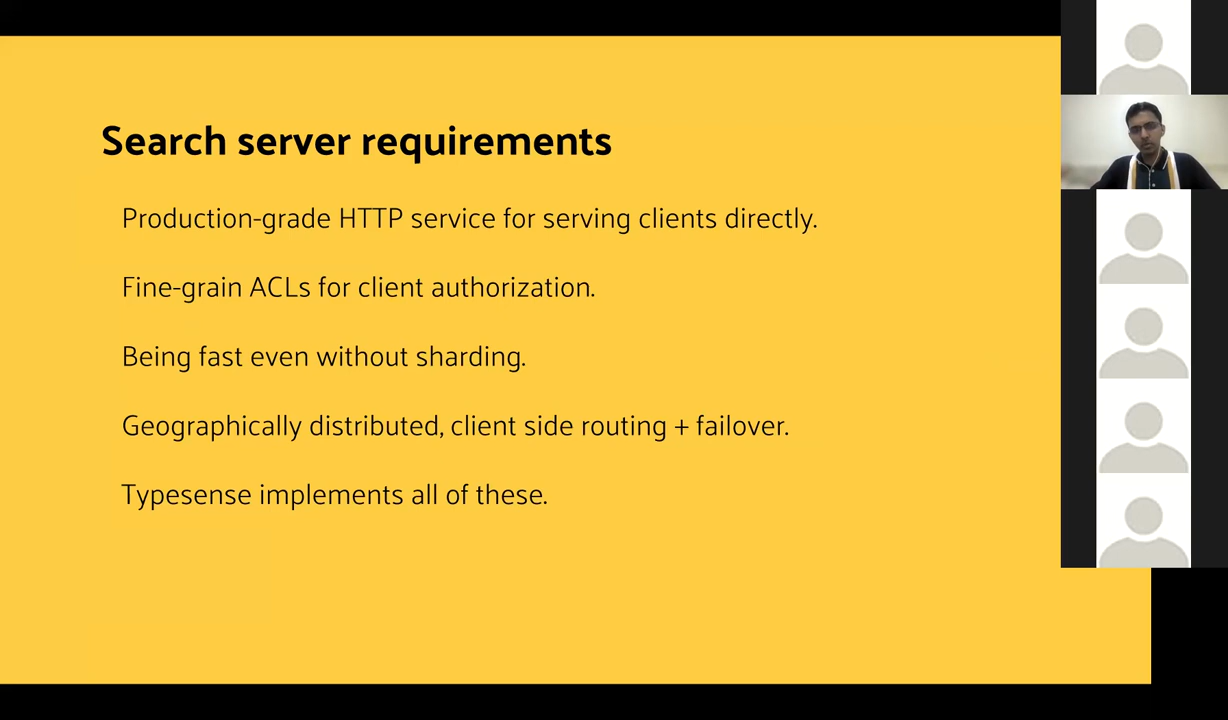 Search server requirements
Production-grade HTTP service for serving clients directly.
Fine-grain ACLs for client authorization.
Being fast even without sharding.
Geographically distributed, client side routing + failover.
Typesense implements all of these.